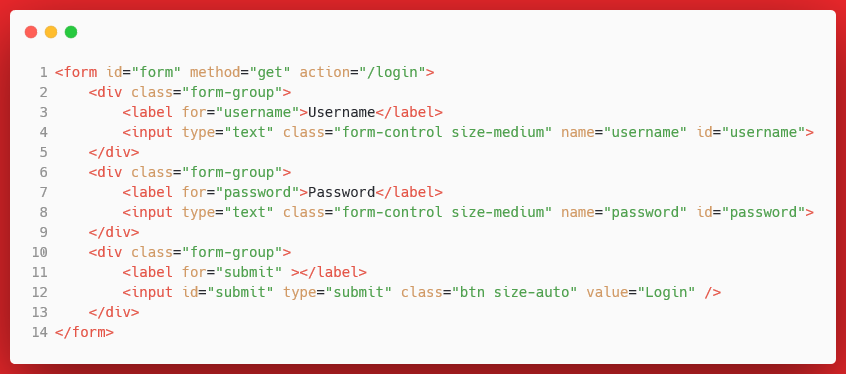 1 <form id="form" method="get" action="/login">
2     <div class="form-group">
3         <label for="username">Username</label>
4         <input type="text" class="form-control size-medium" name="username" id="username">
5     </div>
6     <div class="form-group">
7         <label for="password">Password</label>
8         <input type="text" class="form-control size-medium" name="password" id="password">
9     </div>
10     <div class="form-group">
11         <label for="submit" ></label>
12         <input id="submit" type="submit" class="btn size-auto" value="Login" />
13     </div>
14 </form>